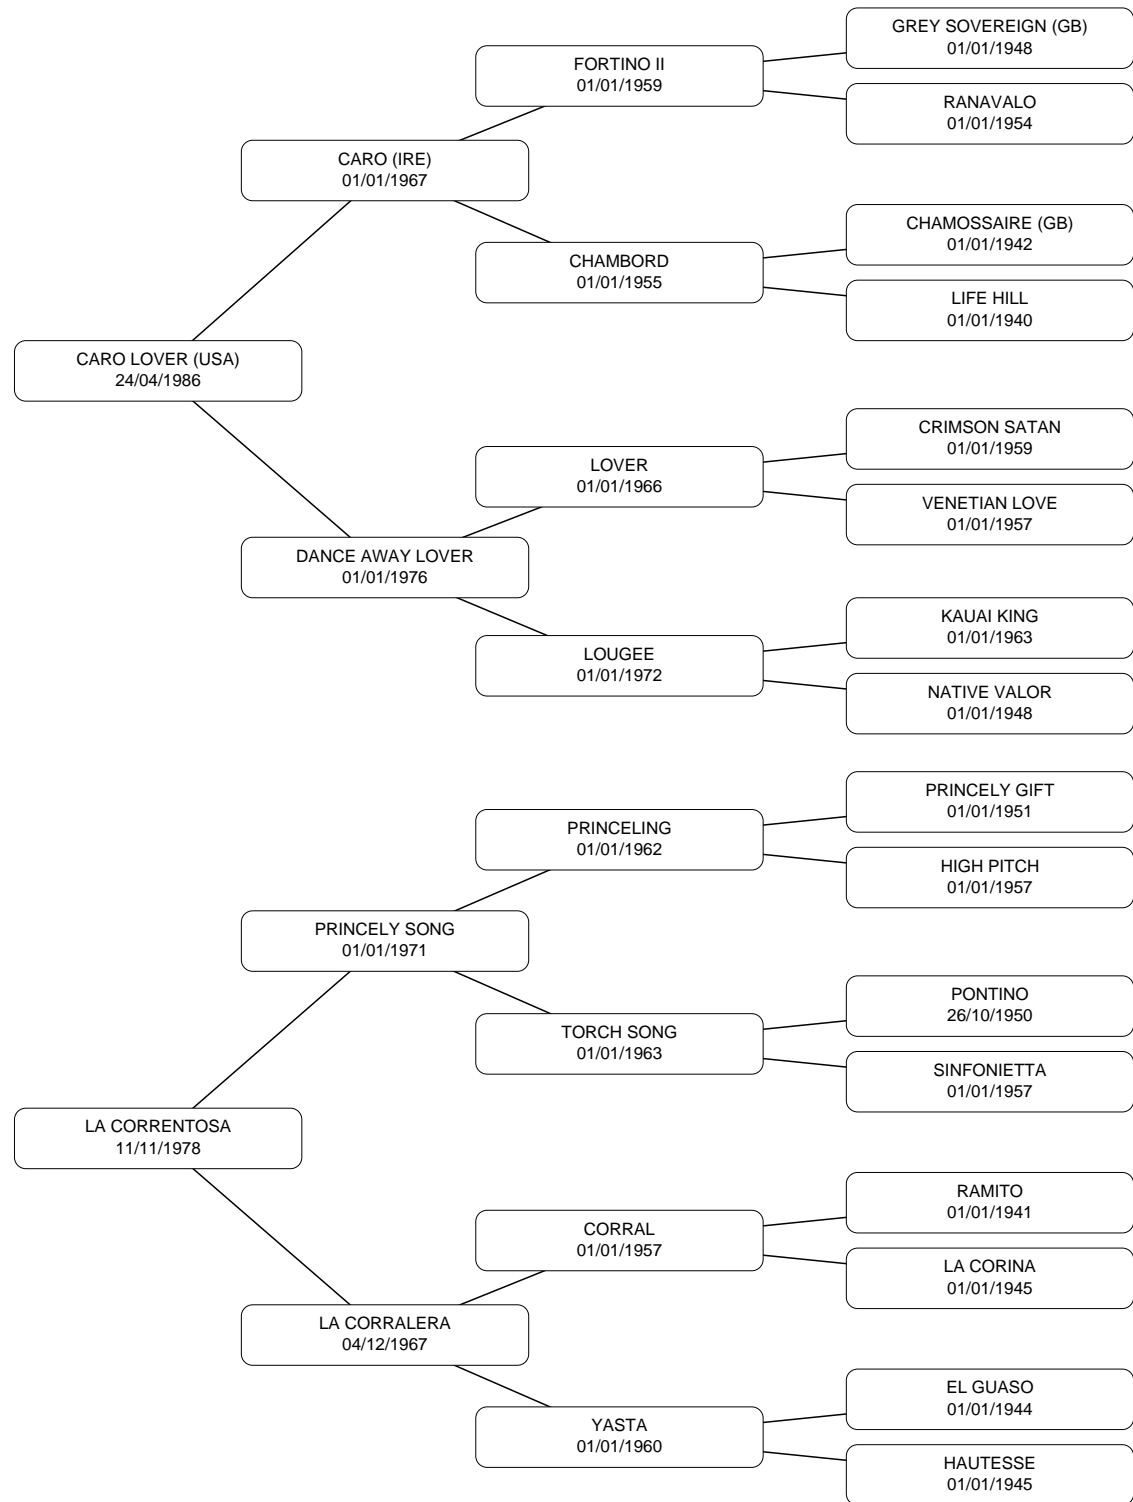 GREY SOVEREIGN (GB)
01/01/1948
FORTINO II
01/01/1959
RANAVALO
01/01/1954
CARO (IRE)
01/01/1967
CHAMOSSAIRE (GB)
01/01/1942
CHAMBORD
01/01/1955
LIFE HILL
01/01/1940
CARO LOVER (USA)
24/04/1986
CRIMSON SATAN
01/01/1959
LOVER
01/01/1966
VENETIAN LOVE
01/01/1957
DANCE AWAY LOVER
01/01/1976
KAUAI KING
01/01/1963
LOUGEE
01/01/1972
NATIVE VALOR
01/01/1948
PRINCELY GIFT
01/01/1951
PRINCELING
01/01/1962
HIGH PITCH
01/01/1957
PRINCELY SONG
01/01/1971
PONTINO
26/10/1950
TORCH SONG
01/01/1963
SINFONIETTA
01/01/1957
LA CORRENTOSA
11/11/1978
RAMITO
01/01/1941
CORRAL
01/01/1957
LA CORINA
01/01/1945
LA CORRALERA
04/12/1967
EL GUASO
01/01/1944
YASTA
01/01/1960
HAUTESSE
01/01/1945